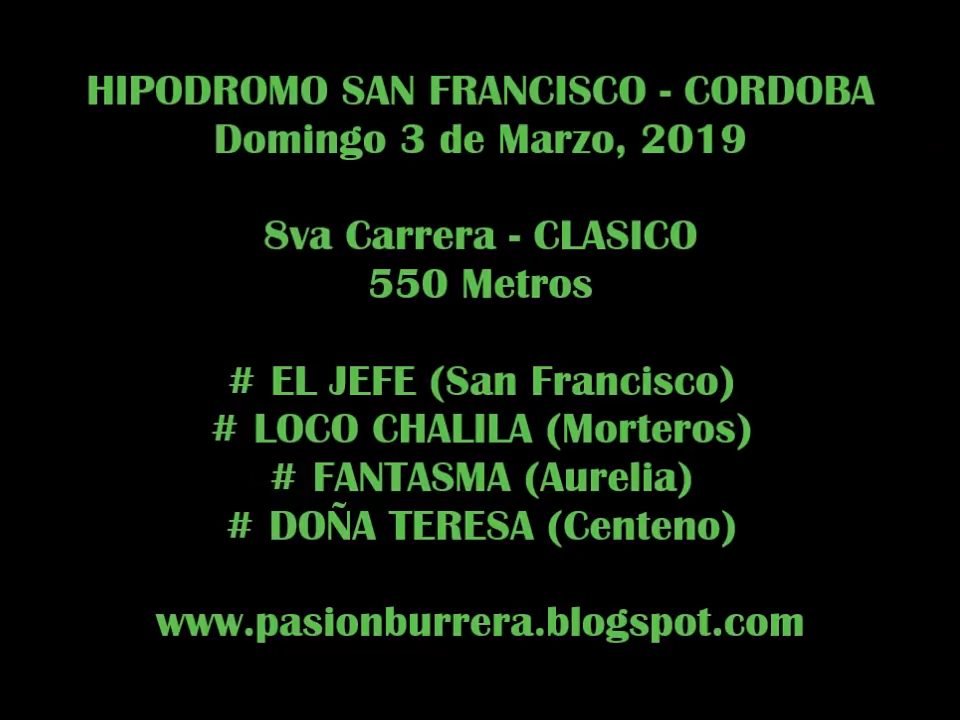 HIPODROMO SAN FRANCISCO - CORDOBA
Domingo 3 de Marzo, 2019
8va Carrera - CLASICO
550 Metros
# EL JEFE (San Francisco)
# LOCO CHALILA (Morteros)
# FANTASMA (Aurelia)
# DOÑA TERESA (Centeno)
www.pasionburrera.blogspot.com